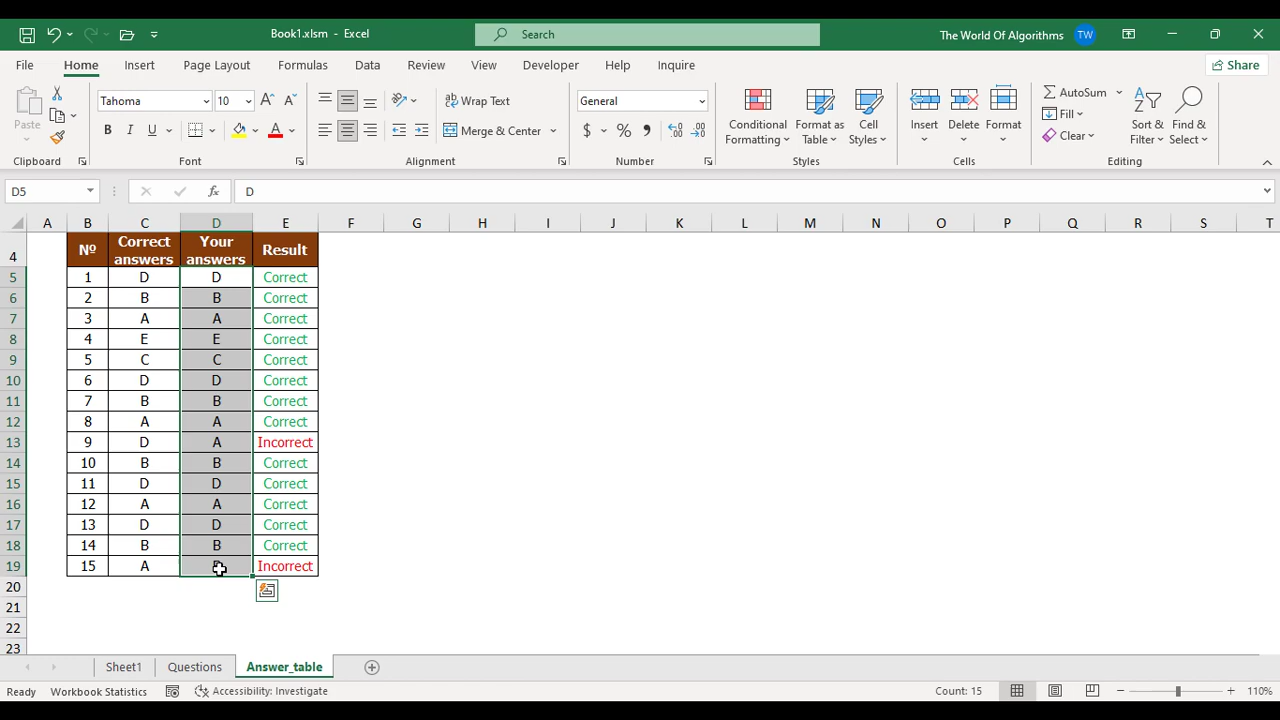 Book1.xlsm - Excel
Search
The World Of Algorithms TW
File Home Insert Page Layout Formulas Data Review View Developer Help Inquire Share
Paste
Tahoma 10
B I U A
Wrap Text
Merge & Center
General
$ % 9
Conditional Formatting
Format as Table
Cell Styles
Insert Delete Format
AutoSum
Fill
Clear
Sort & Filter
Find & Select
Clipboard Font Alignment Number Styles Cells Editing
D5 fx D
A B C D E F G H I J K L M N O P Q R S T
4 Nº Correct answers Your answers Result
5 1 D D Correct
6 2 B B Correct
7 3 A A Correct
8 4 E E Correct
9 5 C C Correct
10 6 D D Correct
11 7 B B Correct
12 8 A A Correct
13 9 D A Incorrect
14 10 B B Correct
15 11 D D Correct
16 12 A A Correct
17 13 D D Correct
18 14 B B Correct
19 15 A Incorrect
20
21
22
23
Sheet1 Questions Answer_table
Ready Workbook Statistics Accessibility: Investigate Count: 15 110%